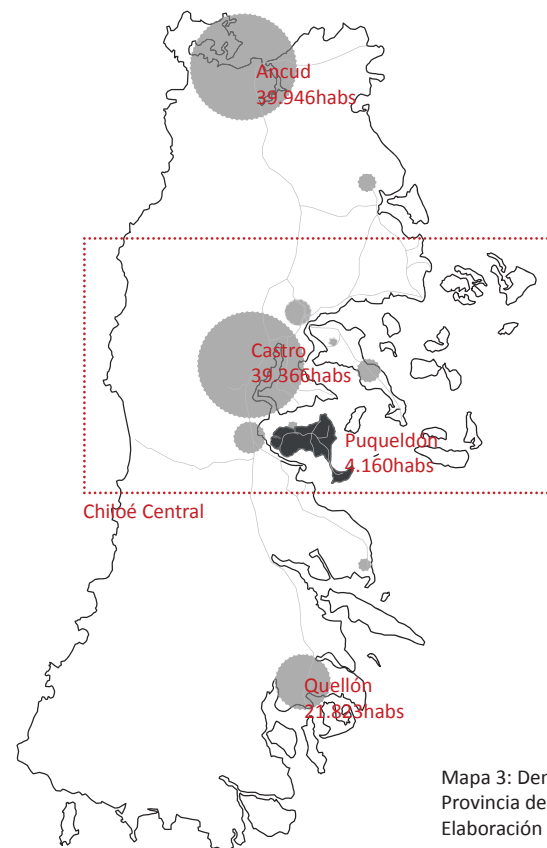 Ancud
39.946habs
Castro
39.366habs
Puqueldón
4.160habs
Chiloé Central
Quellón
21.823habs
Mapa 3:
Provincia de
Elaboración